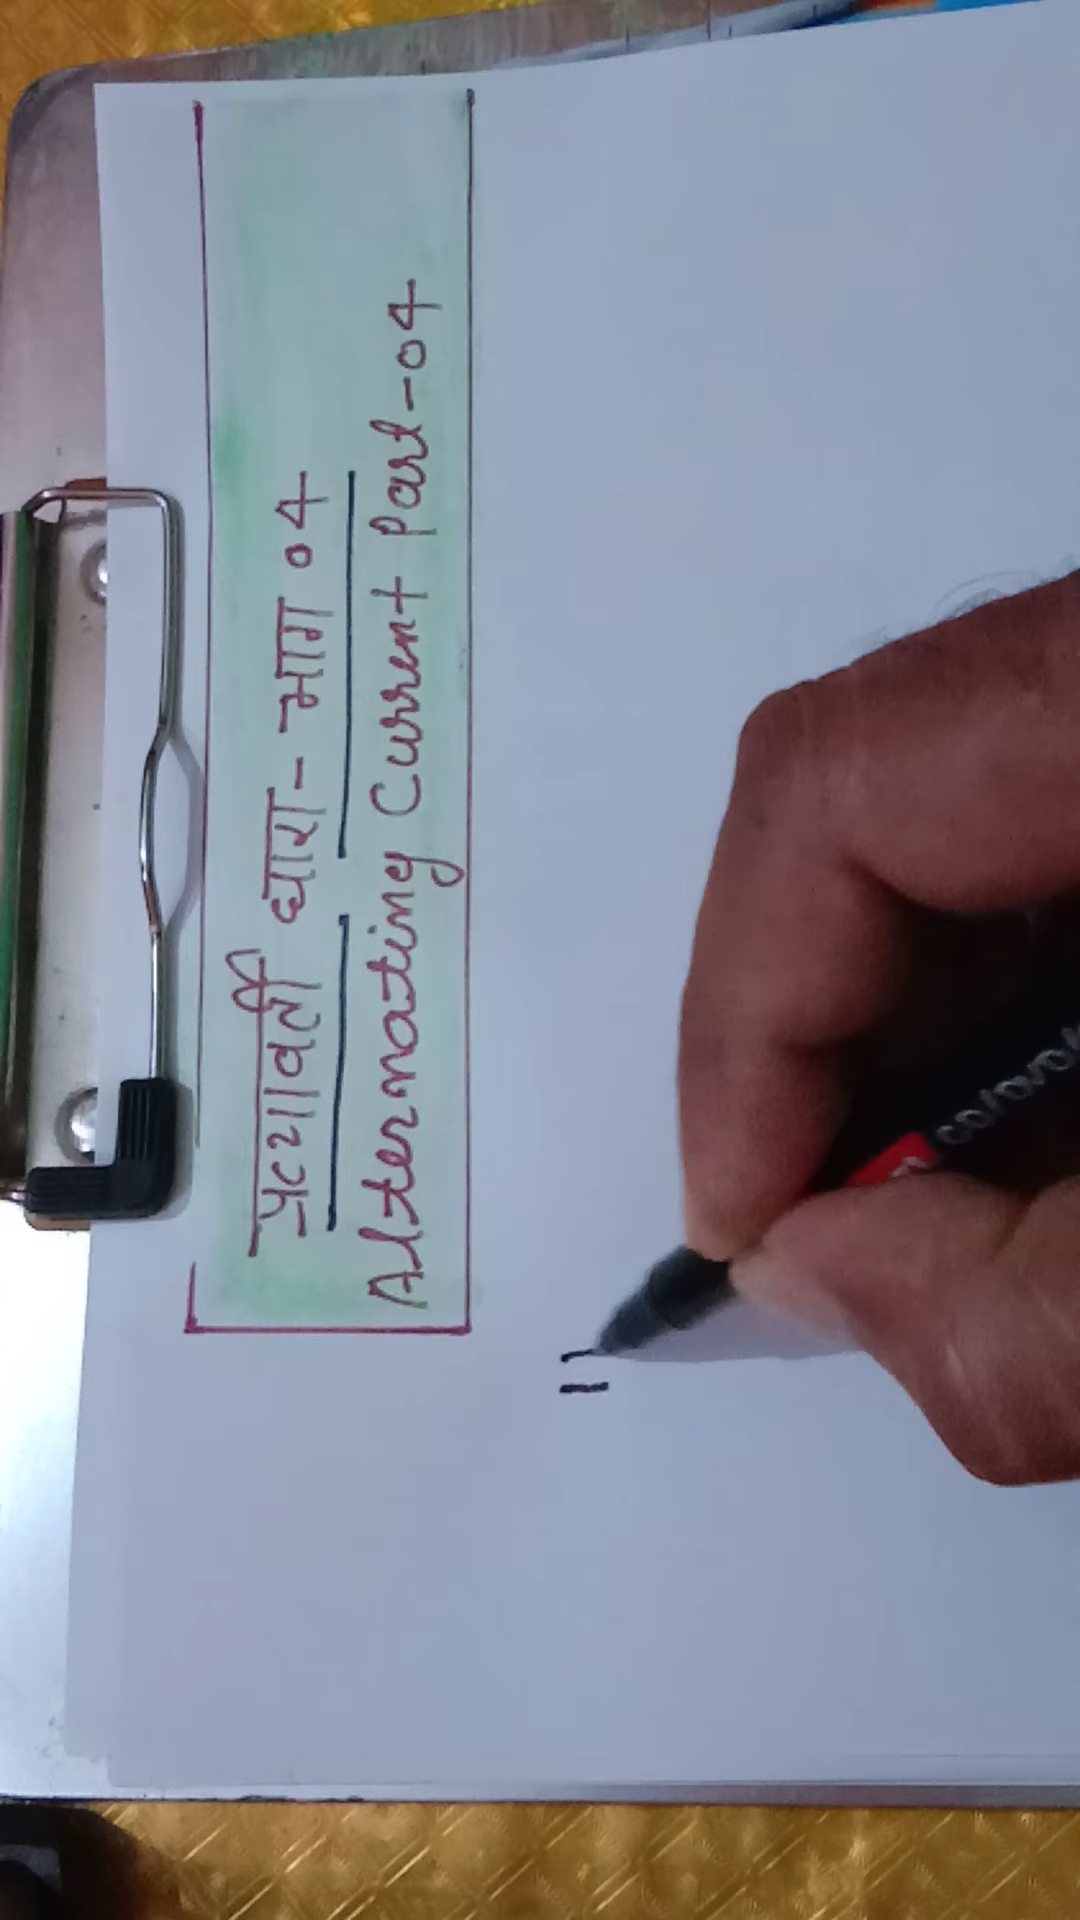 प्रत्यावर्ती धारा - भाग 04
Alternating Current Part-04